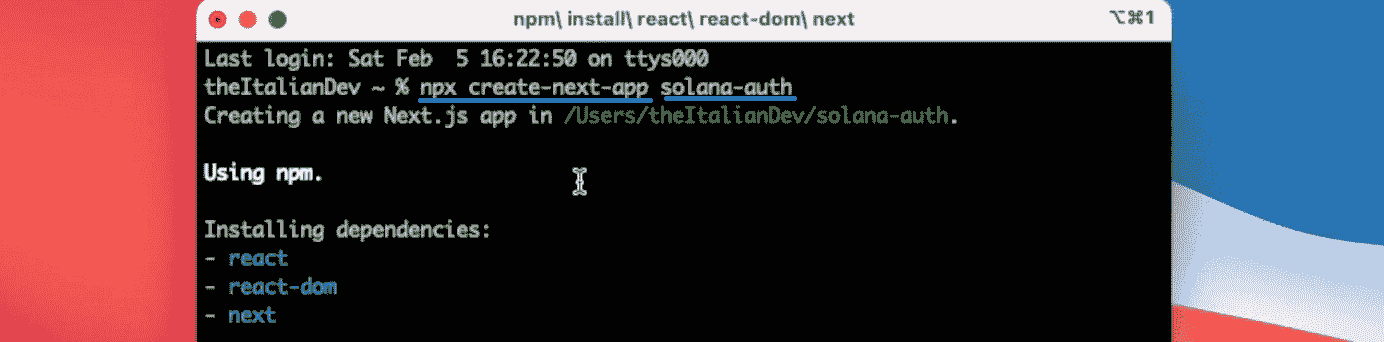 npm\ install\ react\ react-dom\ next ⌥⌘1
Last login: Sat Feb  5 16:22:50 on ttys000
theItalianDev ~ % npx create-next-app solana-auth
Creating a new Next.js app in /Users/theItalianDev/solana-auth.
Using npm.
Installing dependencies:
- react
- react-dom
- next